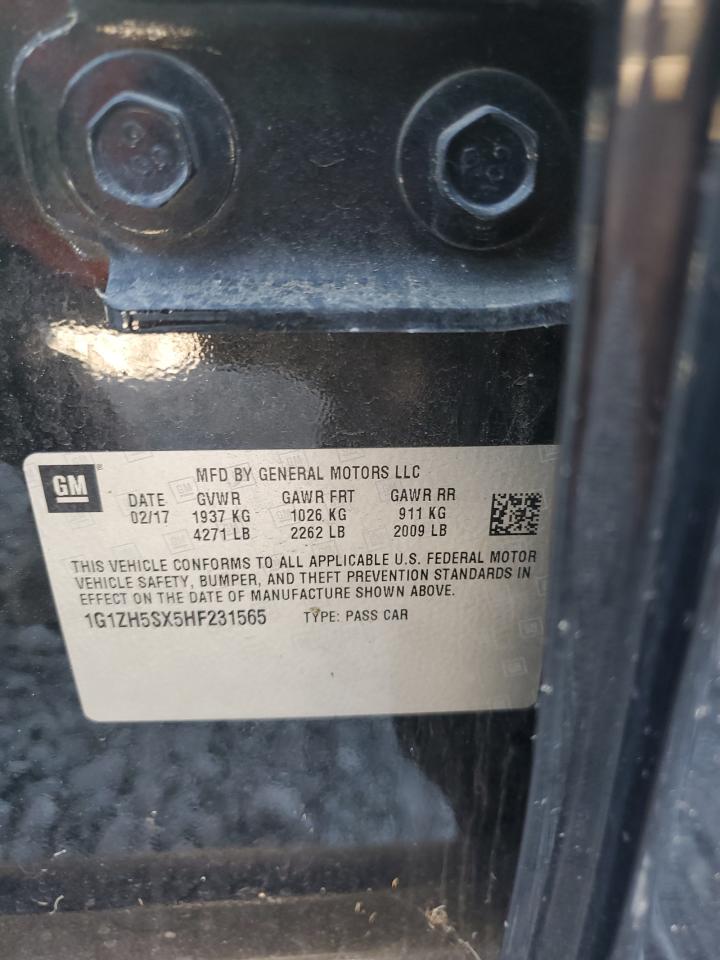 GM
MFD BY GENERAL MOTORS LLC
DATE GVWR GAWR FRT GAWR RR
02/17 1937 KG 1026 KG 911 KG
4271 LB 2262 LB 2009 LB
THIS VEHICLE CONFORMS TO ALL APPLICABLE U.S. FEDERAL MOTOR
VEHICLE SAFETY, BUMPER, AND THEFT PREVENTION STANDARDS IN
EFFECT ON THE DATE OF MANUFACTURE SHOWN ABOVE.
1G1ZH5SX5HF231565 TYPE: PASS CAR